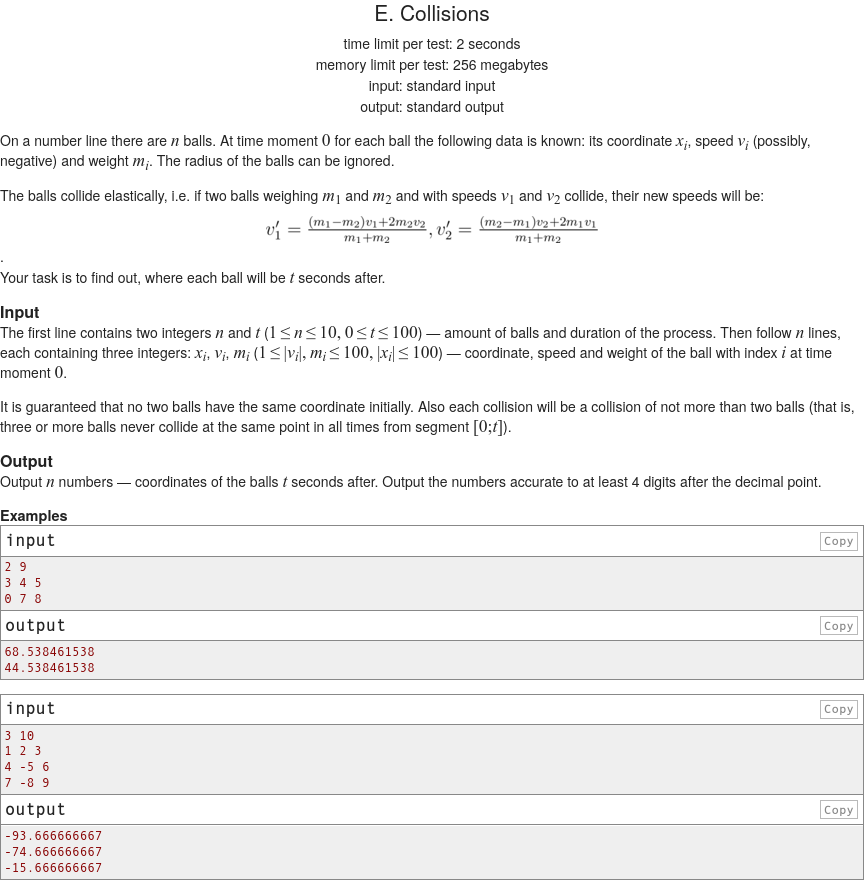 E. Collisions
time limit per test: 2 seconds
memory limit per test: 256 megabytes
input: standard input
output: standard output
On a number line there are n balls. At time moment 0 for each ball the following data is known: its coordinate x_i, speed v_i (possibly,
negative) and weight m_i. The radius of the balls can be ignored.
The balls collide elastically, i.e. if two balls weighing m_1 and m_2 and with speeds v_1 and v_2 collide, their new speeds will be:
v_1' = \frac{(m_1-m_2)v_1+2m_2v_2}{m_1+m_2}, v_2' = \frac{(m_2-m_1)v_2+2m_1v_1}{m_1+m_2}
.
Your task is to find out, where each ball will be t seconds after.
Input
The first line contains two integers n and t (1 ≤ n ≤ 10, 0 ≤ t ≤ 100) — amount of balls and duration of the process. Then follow n lines,
each containing three integers: x_i, v_i, m_i (1 ≤ |v_i|, m_i ≤ 100, |x_i| ≤ 100) — coordinate, speed and weight of the ball with index i at time
moment 0.
It is guaranteed that no two balls have the same coordinate initially. Also each collision will be a collision of not more than two balls (that is,
three or more balls never collide at the same point in all times from segment [0;t]).
Output
Output n numbers — coordinates of the balls t seconds after. Output the numbers accurate to at least 4 digits after the decimal point.
Examples
input Copy
2 9
3 4 5
0 7 8
output Copy
68.538461538
44.538461538
input Copy
3 10
1 2 3
4 -5 6
7 -8 9
output Copy
-93.666666667
-74.666666667
-15.666666667